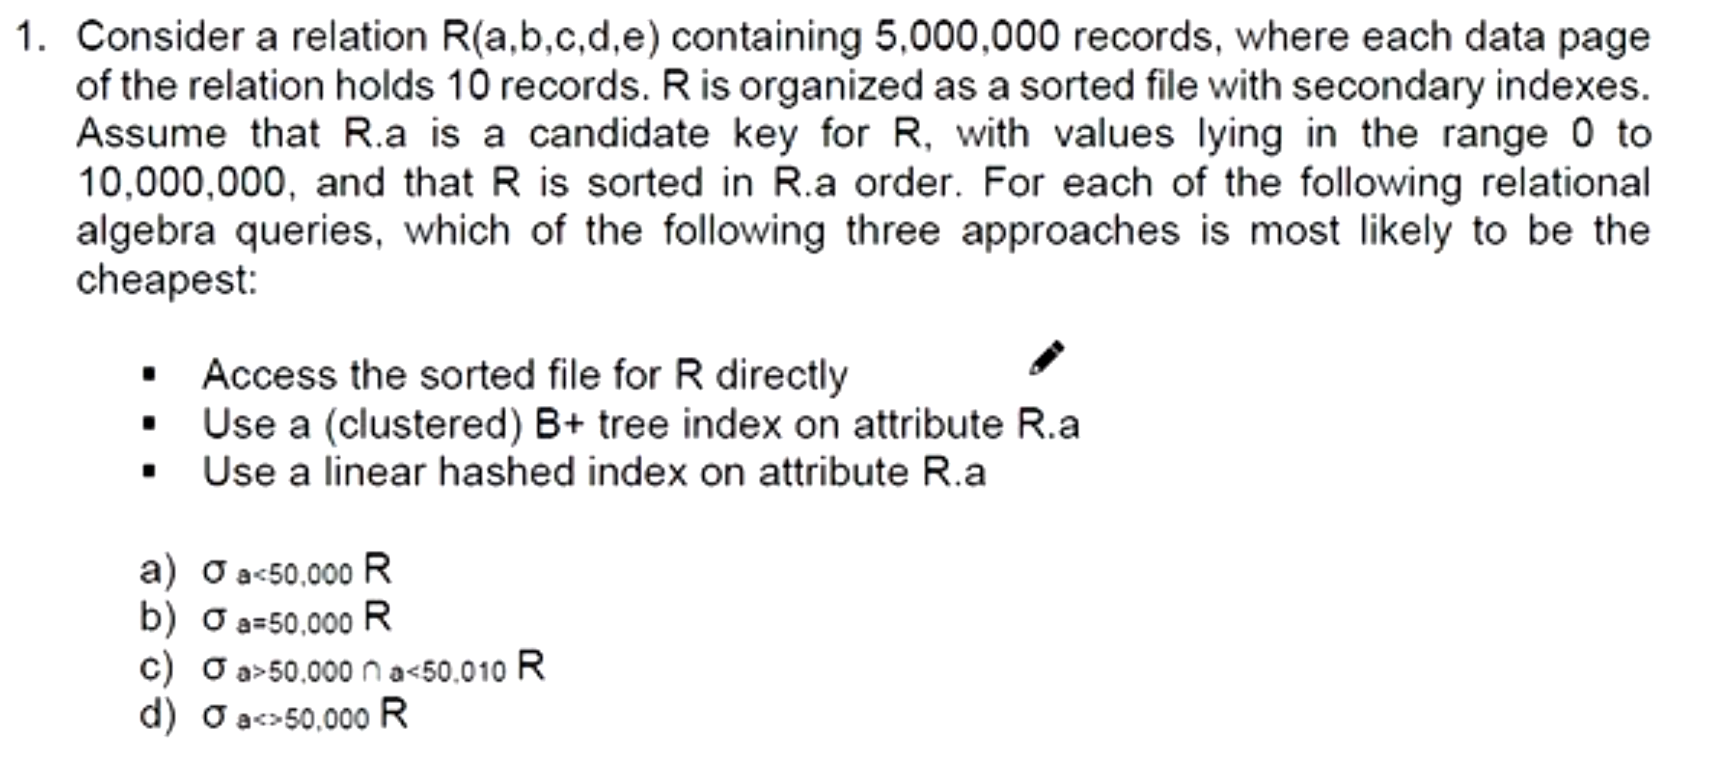 1. Consider a relation R(a,b,c,d,e) containing 5,000,000 records, where each data page
of the relation holds 10 records. R is organized as a sorted file with secondary indexes.
Assume that R.a is a candidate key for R, with values lying in the range 0 to
10,000,000, and that R is sorted in R.a order. For each of the following relational
algebra queries, which of the following three approaches is most likely to be the
cheapest:
▪ Access the sorted file for R directly
▪ Use a (clustered) B+ tree index on attribute R.a
▪ Use a linear hashed index on attribute R.a
a) σ a<50,000 R
b) σ a=50,000 R
c) σ a>50,000 ∩ a<50,010 R
d) σ a<>50,000 R